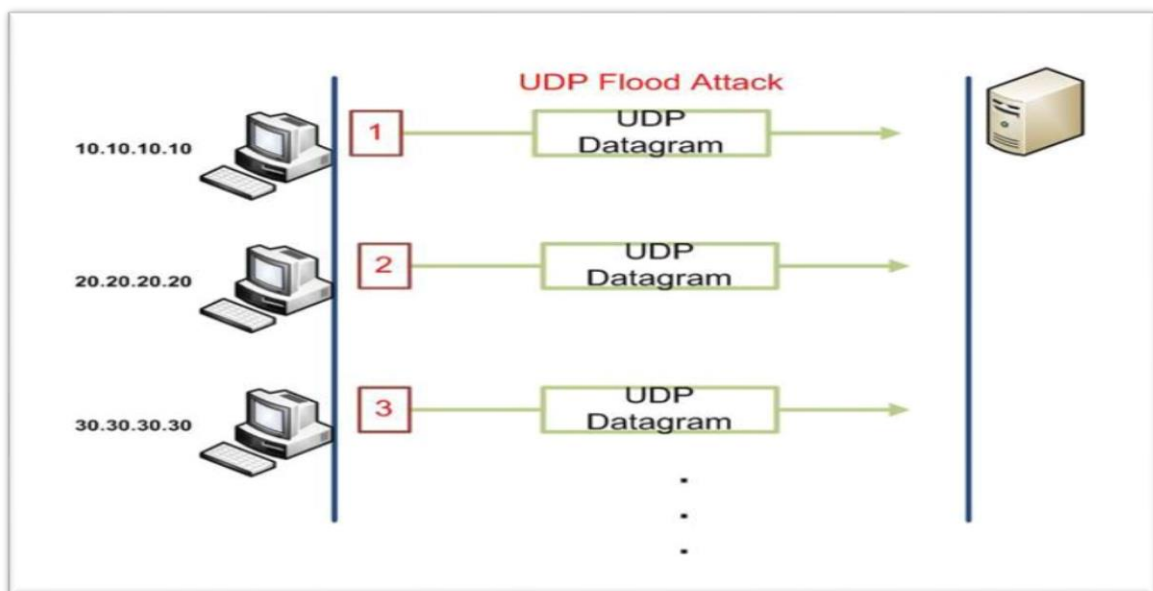 UDP Flood Attack
10.10.10.10
1
UDP
Datagram
20.20.20.20
2
UDP
Datagram
30.30.30.30
3
UDP
Datagram